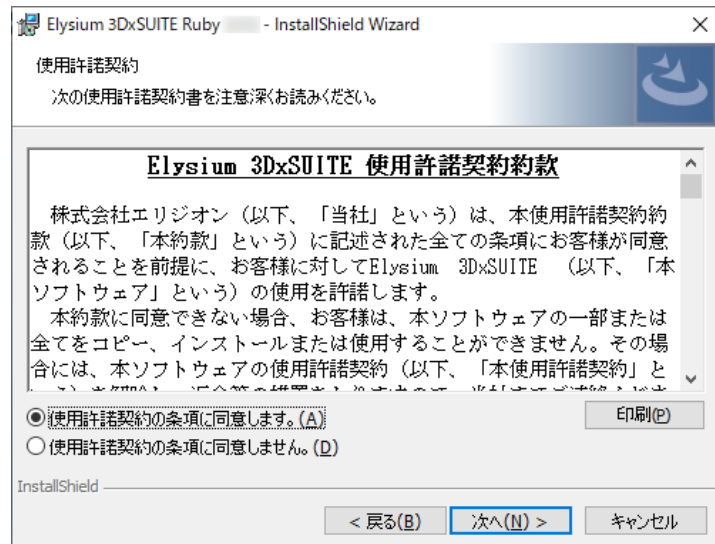 Elysium 3DxSUITE Ruby - InstallShield Wizard
使用許諾契約
次の使用許諾契約書を注意深くお読みください。
Elysium 3DxSUITE 使用許諾契約約款
株式会社エリジオン（以下、「当社」という）は、本使用許諾契約約
款（以下、「本約款」という）に記述された全ての条項にお客様が同意
されることを前提に、お客様に対してElysium 3DxSUITE （以下、「本
ソフトウェア」という）の使用を許諾します。
本約款に同意できない場合、お客様は、本ソフトウェアの一部または
全てをコピー、インストールまたは使用することができません。その場
合には、本ソフトウェアの使用許諾契約（以下、「本使用許諾契約」と
使用許諾契約の条項に同意します。(A)
印刷(P)
使用許諾契約の条項に同意しません。(D)
InstallShield
< 戻る(B)
次へ(N) >
キャンセル